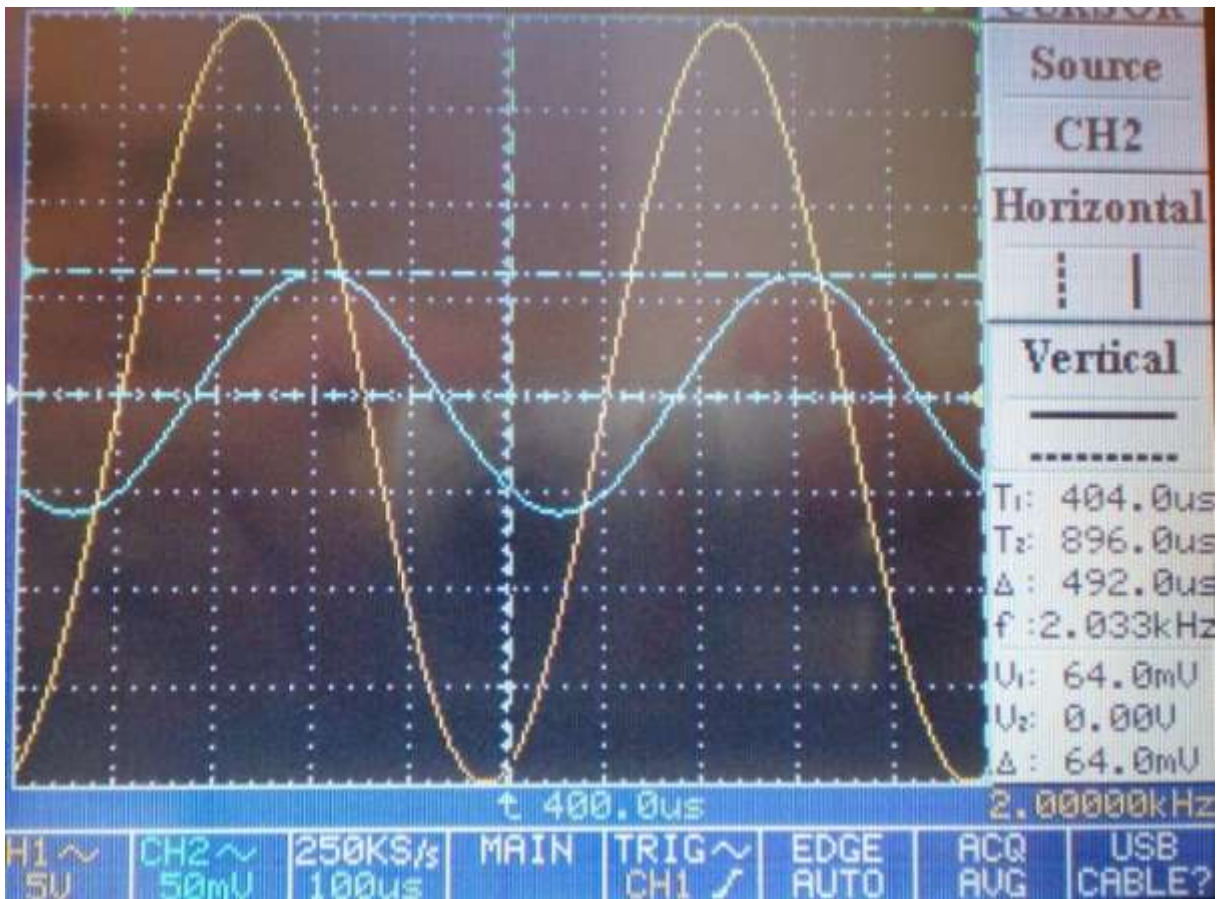 CURSOR
Source
CH2
Horizontal
Vertical
T1: 404.0us
T2: 896.0us
Δ: 492.0us
f:2.033kHz
V1: 64.0mV
V2: 0.00V
Δ: 64.0mV
400.0us
2.00000kHz
H1 CH2 250KS/s MAIN TRIG EDGE ACQ USB
5V 50mV 100us CH1 AUTO AVG CABLE?